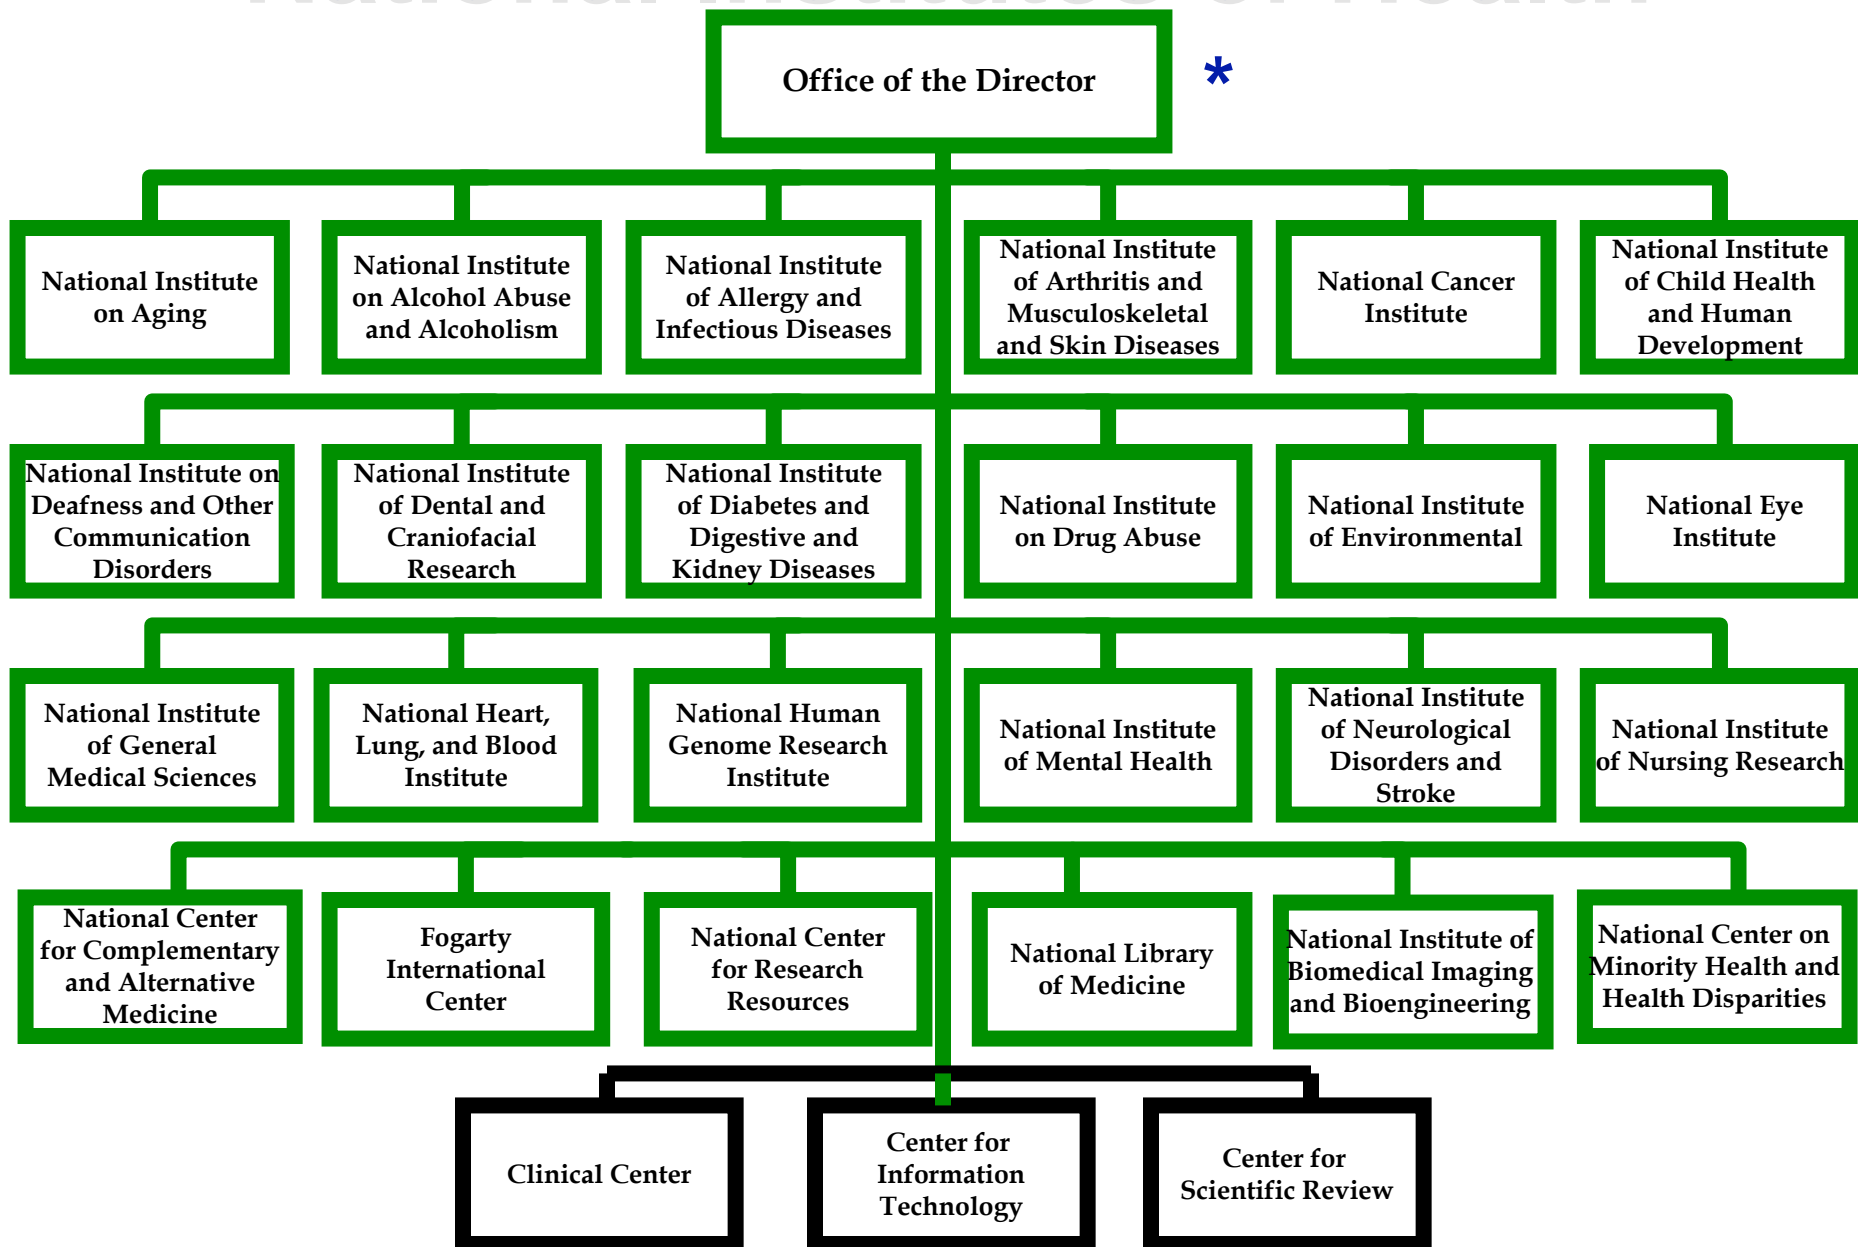 National Institutes of Health
Office of the Director
*
National Institute
on Aging
National Institute
on Alcohol Abuse
and Alcoholism
National Institute
of Allergy and
Infectious Diseases
National Institute
of Arthritis and
Musculoskeletal
and Skin Diseases
National Cancer
Institute
National Institute
of Child Health
and Human
Development
National Institute on
Deafness and Other
Communication
Disorders
National Institute
of Dental and
Craniofacial
Research
National Institute
of Diabetes and
Digestive and
Kidney Diseases
National Institute
on Drug Abuse
National Institute
of Environmental
National Eye
Institute
National Institute
of General
Medical Sciences
National Heart,
Lung, and Blood
Institute
National Human
Genome Research
Institute
National Institute
of Mental Health
National Institute
of Neurological
Disorders and
Stroke
National Institute
of Nursing Research
National Center
for Complementary
and Alternative
Medicine
Fogarty
International
Center
National Center
for Research
Resources
National Library
of Medicine
National Institute of
Biomedical Imaging
and Bioengineering
National Center on
Minority Health and
Health Disparities
Clinical Center
Center for
Information
Technology
Center for
Scientific Review